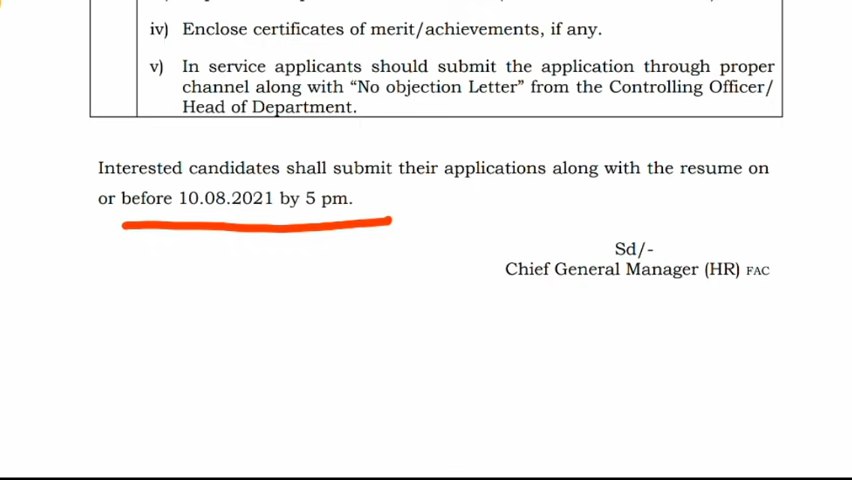 iv) Enclose certificates of merit/achievements, if any.
v) In service applicants should submit the application through proper
channel along with “No objection Letter” from the Controlling Officer/
Head of Department.
Interested candidates shall submit their applications along with the resume on
or before 10.08.2021 by 5 pm.
Sd/-
Chief General Manager (HR) FAC